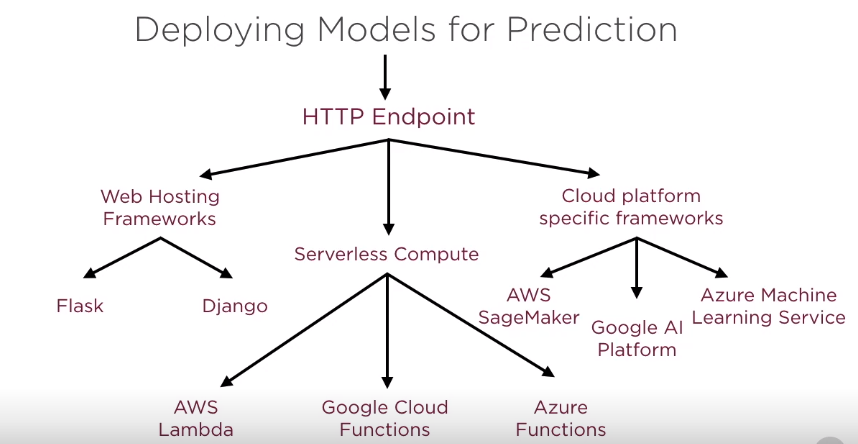 Deploying Models for Prediction
HTTP Endpoint
Web Hosting
Frameworks
Flask
Django
Serverless Compute
AWS
Lambda
Google Cloud
Functions
Azure
Functions
Cloud platform
specific frameworks
AWS
SageMaker
Google AI
Platform
Azure Machine
Learning Service